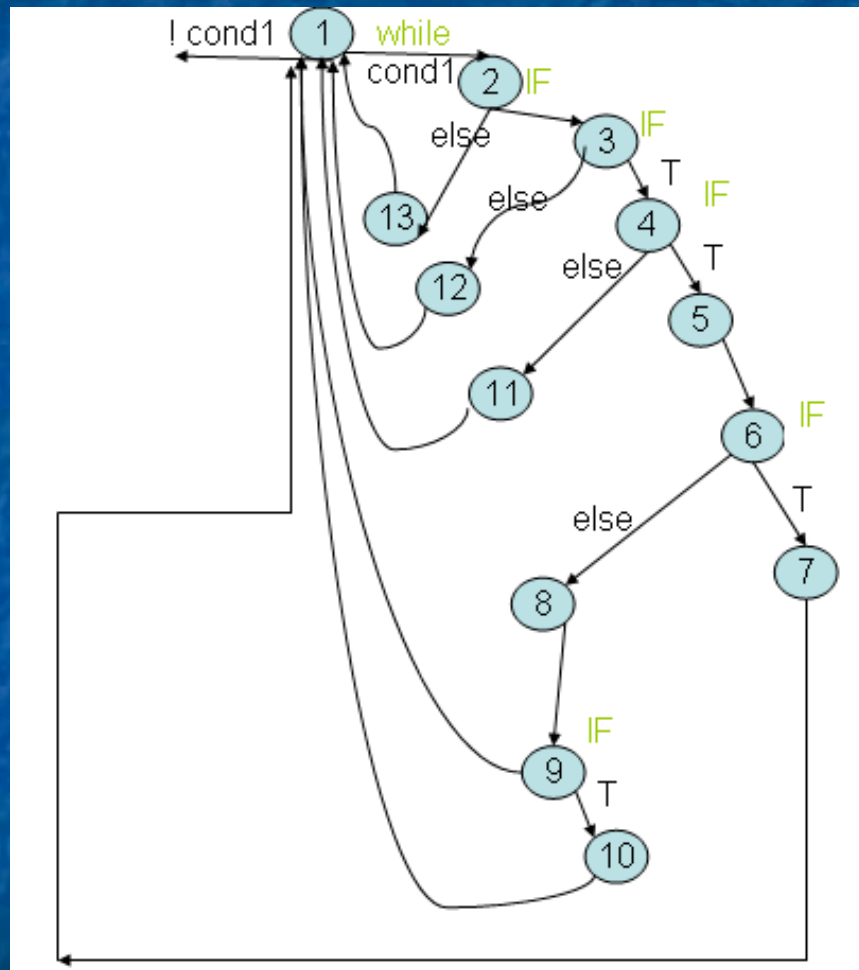 ! cond1 1 while
cond1 2 IF
else 3 IF
T
13 else 4 IF
12 else T
5
11
6 IF
else T
7
8
IF
9
T
10